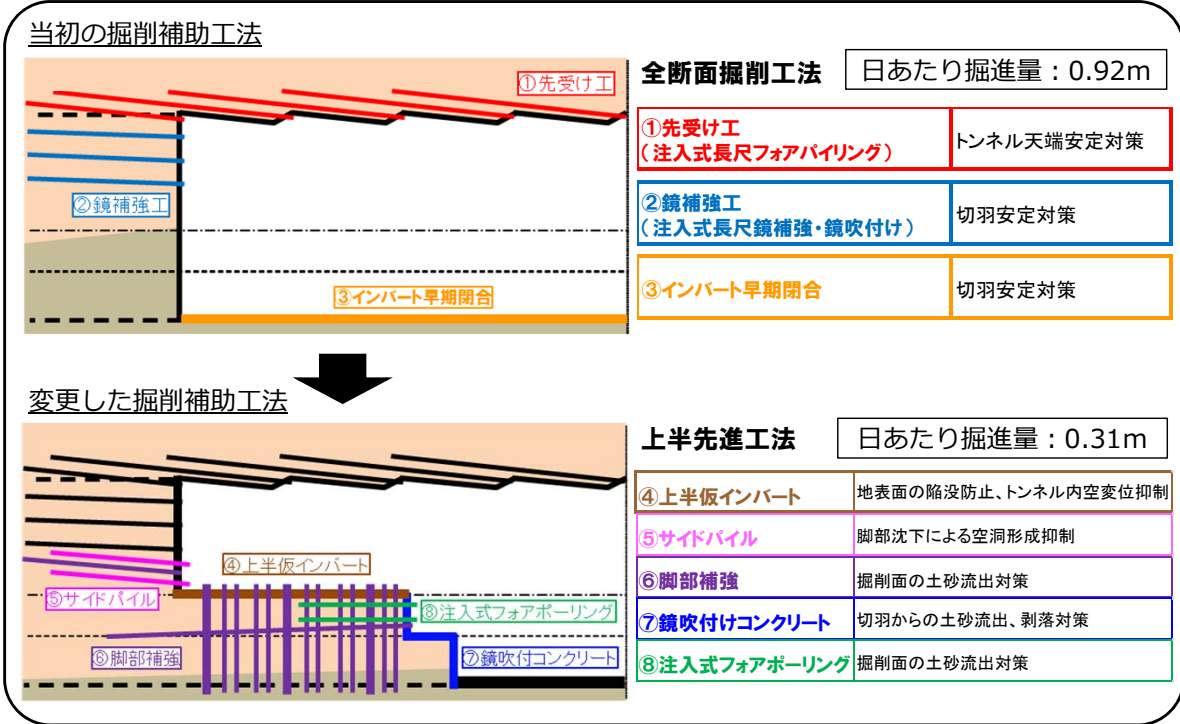 当初の掘削補助工法
①先受け工
②鏡補強工
③インバート早期閉合
全断面掘削工法
日あたり掘進量：0.92m
①先受け工
（注入式長尺フォアパイリング）
トンネル天端安定対策
②鏡補強工
（注入式長尺鏡補強・鏡吹付け）
切羽安定対策
③インバート早期閉合
切羽安定対策
変更した掘削補助工法
④上半仮インバート
⑤サイドパイル
⑧注入式フォアポーリング
⑥脚部補強
⑦鏡吹付コンクリート
上半先進工法
日あたり掘進量：0.31m
④上半仮インバート
地表面の陥没防止、トンネル内空変位抑制
⑤サイドパイル
脚部沈下による空洞形成抑制
⑥脚部補強
掘削面の土砂流出対策
⑦鏡吹付けコンクリート
切羽からの土砂流出、剥落対策
⑧注入式フォアポーリング
掘削面の土砂流出対策